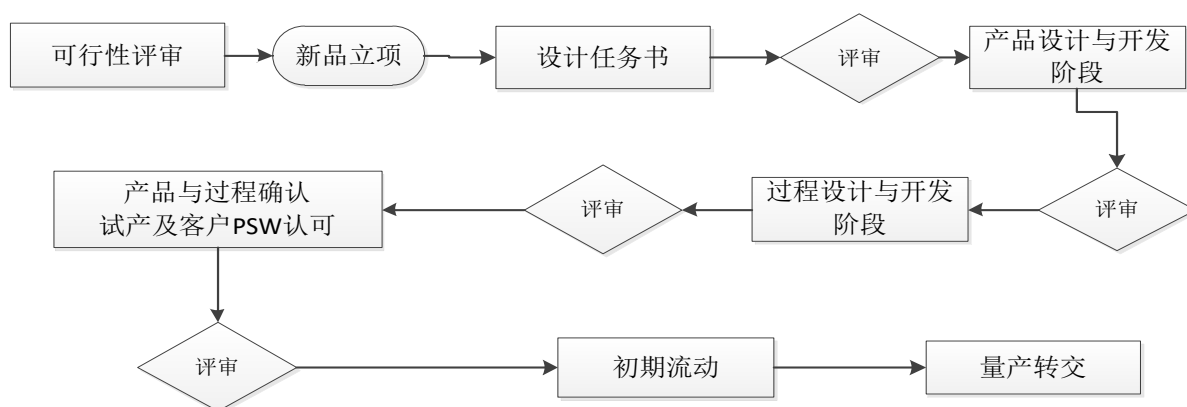 可行性评审
新品立项
设计任务书
评审
产品设计与开发
阶段
评审
过程设计与开发
阶段
评审
产品与过程确认
试产及客户PSW认可
评审
初期流动
量产转交